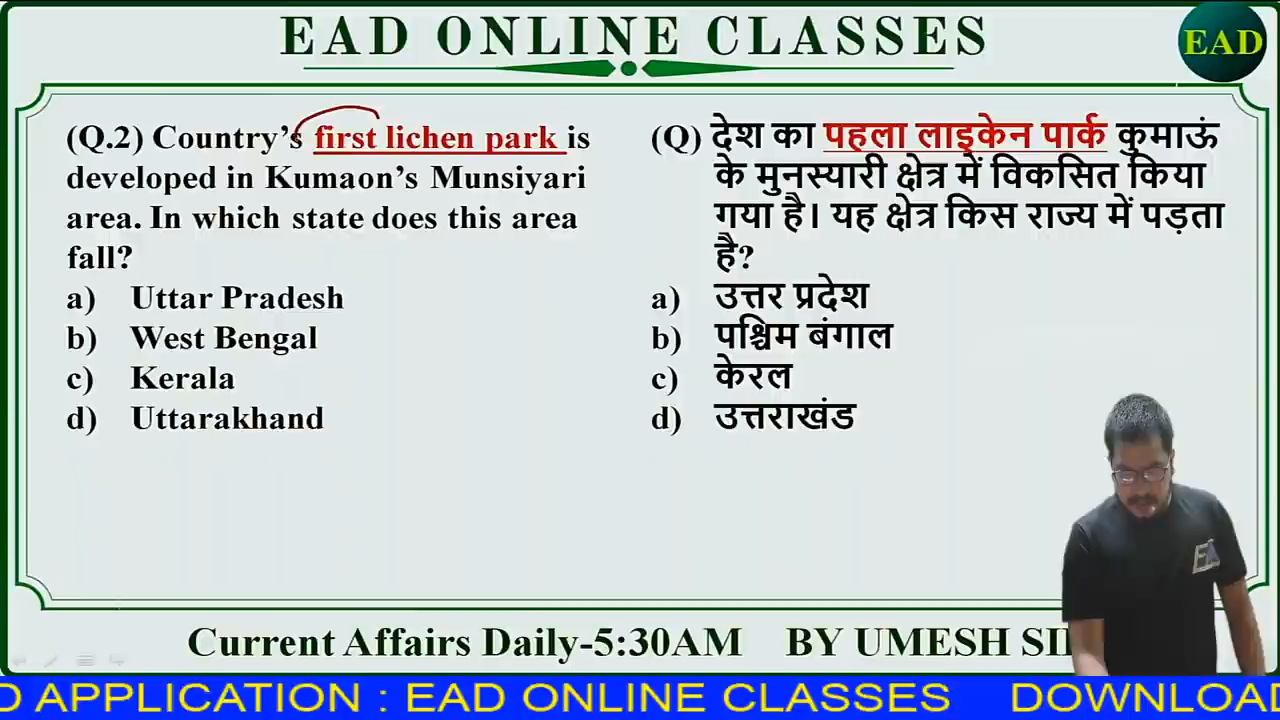 EAD ONLINE CLASSES
EAD
(Q.2) Country's first lichen park is
developed in Kumaon's Munsiyari
area. In which state does this area
fall?
a) Uttar Pradesh
b) West Bengal
c) Kerala
d) Uttarakhand
(Q) देश का पहला लाइकेन पार्क कुमाऊं
के मुनस्यारी क्षेत्र में विकसित किया
गया है। यह क्षेत्र किस राज्य में पड़ता
है?
a) उत्तर प्रदेश
b) पश्चिम बंगाल
c) केरल
d) उत्तराखंड
Current Affairs Daily-5:30AM BY UMESH
APPLICATION : EAD ONLINE CLASSES DOWNLOAD